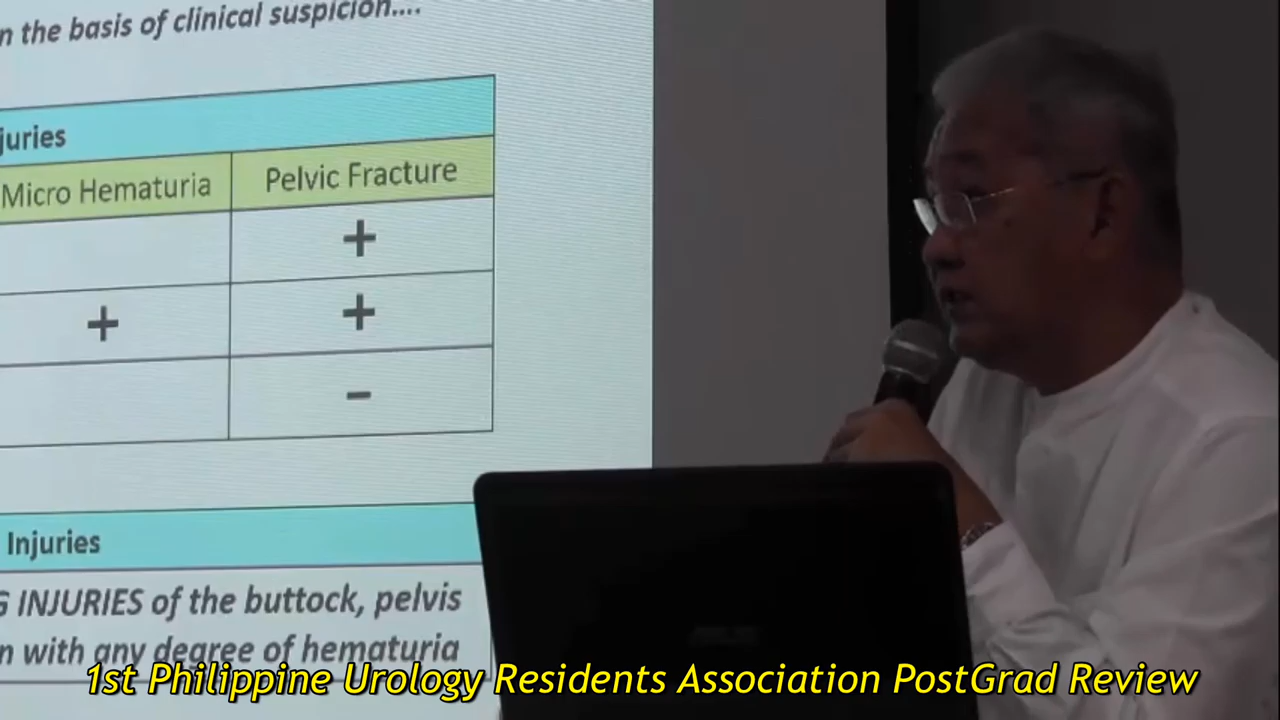 n the basis of clinical suspicion....
juries
Micro Hematuria
Pelvic Fracture
+
+
+
-
Injuries
INJURIES of the buttock, pelvis
n with any degree of hematuria
1st Philippine Urology Residents Association PostGrad Review